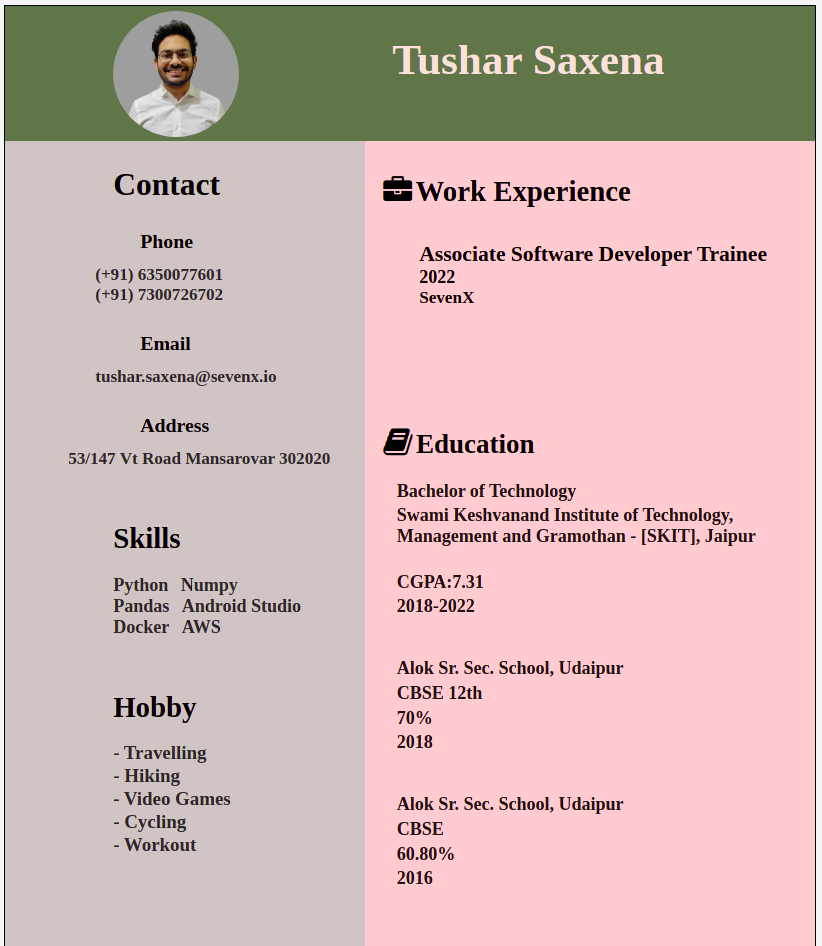 Tushar Saxena
Contact
Phone
(+91) 6350077601
(+91) 7300726702
Email
tushar.saxena@sevenx.io
Address
53/147 Vt Road Mansarovar 302020
Skills
Python Numpy
Pandas Android Studio
Docker AWS
Hobby
- Travelling
- Hiking
- Video Games
- Cycling
- Workout
Work Experience
Associate Software Developer Trainee
2022
SevenX
Education
Bachelor of Technology
Swami Keshvanand Institute of Technology,
Management and Gramothan - [SKIT], Jaipur
CGPA:7.31
2018-2022
Alok Sr. Sec. School, Udaipur
CBSE 12th
70%
2018
Alok Sr. Sec. School, Udaipur
CBSE
60.80%
2016